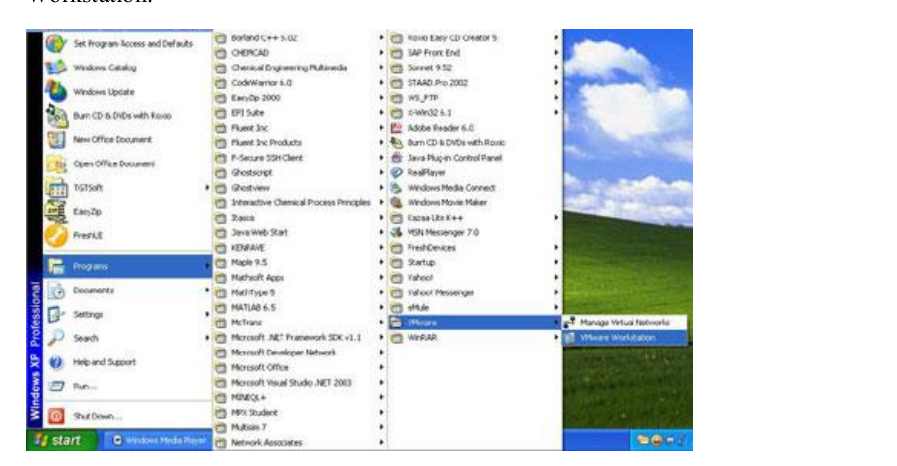 Workstation.
Set Program Access and Defaults
Windows Catalog
Windows Update
Burn CD & DVDs with Roxio
New Office Document
Open Office Document
TGTSoft
EasyZip
FreshUI
Programs
Documents
Settings
Search
Help and Support
Run...
Shut Down...
Windows XP Professional
start
Windows Media Player
Borland C++ 5.02
CHEMCAD
Chemical Engineering Multimedia
CodeWarrior 6.0
EasyZip 2000
EPI Suite
Fluent Inc
Fluent Inc Products
F-Secure SSH Client
Ghostscript
Ghostview
Interactive Chemical Process Principles
Itasca
Java Web Start
KENPAVE
Maple 9.5
Mathsoft Apps
MathType 5
MATLAB 6.5
McTrans
Microsoft .NET Framework SDK v1.1
Microsoft Developer Network
Microsoft Office
Microsoft Visual Studio .NET 2003
MINEQL+
MPX Student
Multisim 7
Network Associates
Roxio Easy CD Creator 5
SAP Front End
Sonnet 9.52
STAAD.Pro 2002
WS_FTP
X-Win32 6.1
Adobe Reader 6.0
Burn CD & DVDs with Roxio
Java Plug-in Control Panel
RealPlayer
Windows Media Connect
Windows Movie Maker
Kazaa Lite K++
MSN Messenger 7.0
FreshDevices
Startup
Yahoo!
Yahoo! Messenger
eMule
VMware
WinRAR
Manage Virtual Networks
VMware Workstation